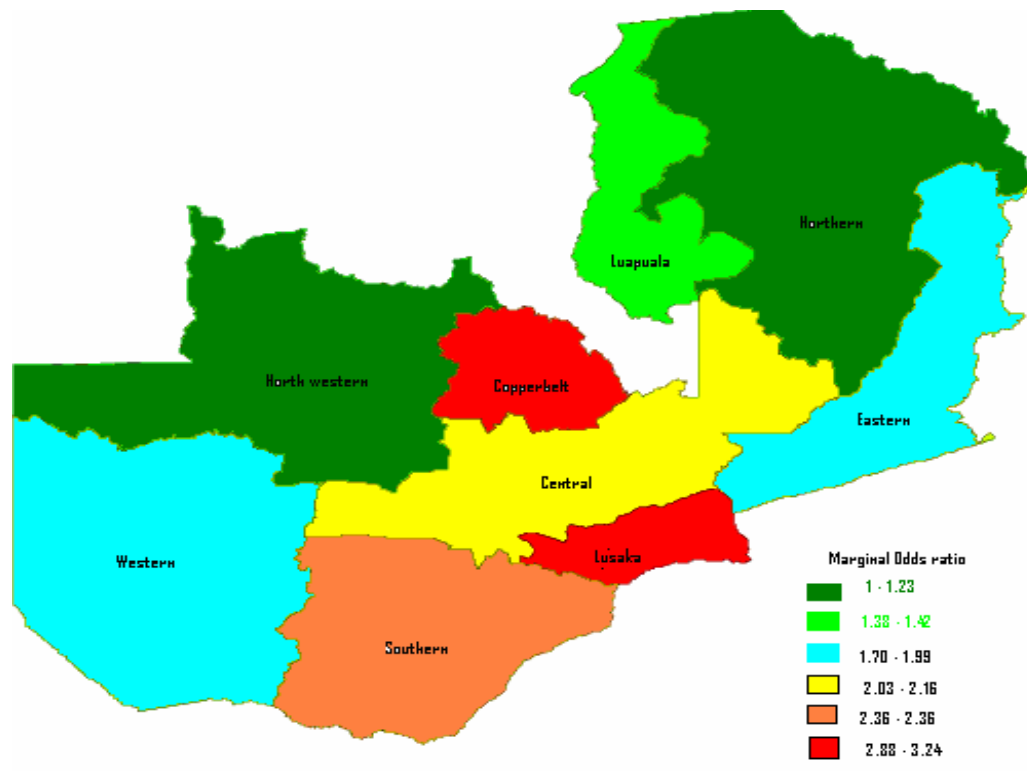 Northern
Luapuala
North western
Copperbelt
Eastern
Central
Western
Lusaka
Southern
Marginal Odds ratio
1 - 1.23
1.38 - 1.42
1.70 - 1.99
2.03 - 2.16
2.36 - 2.36
2.88 - 3.24